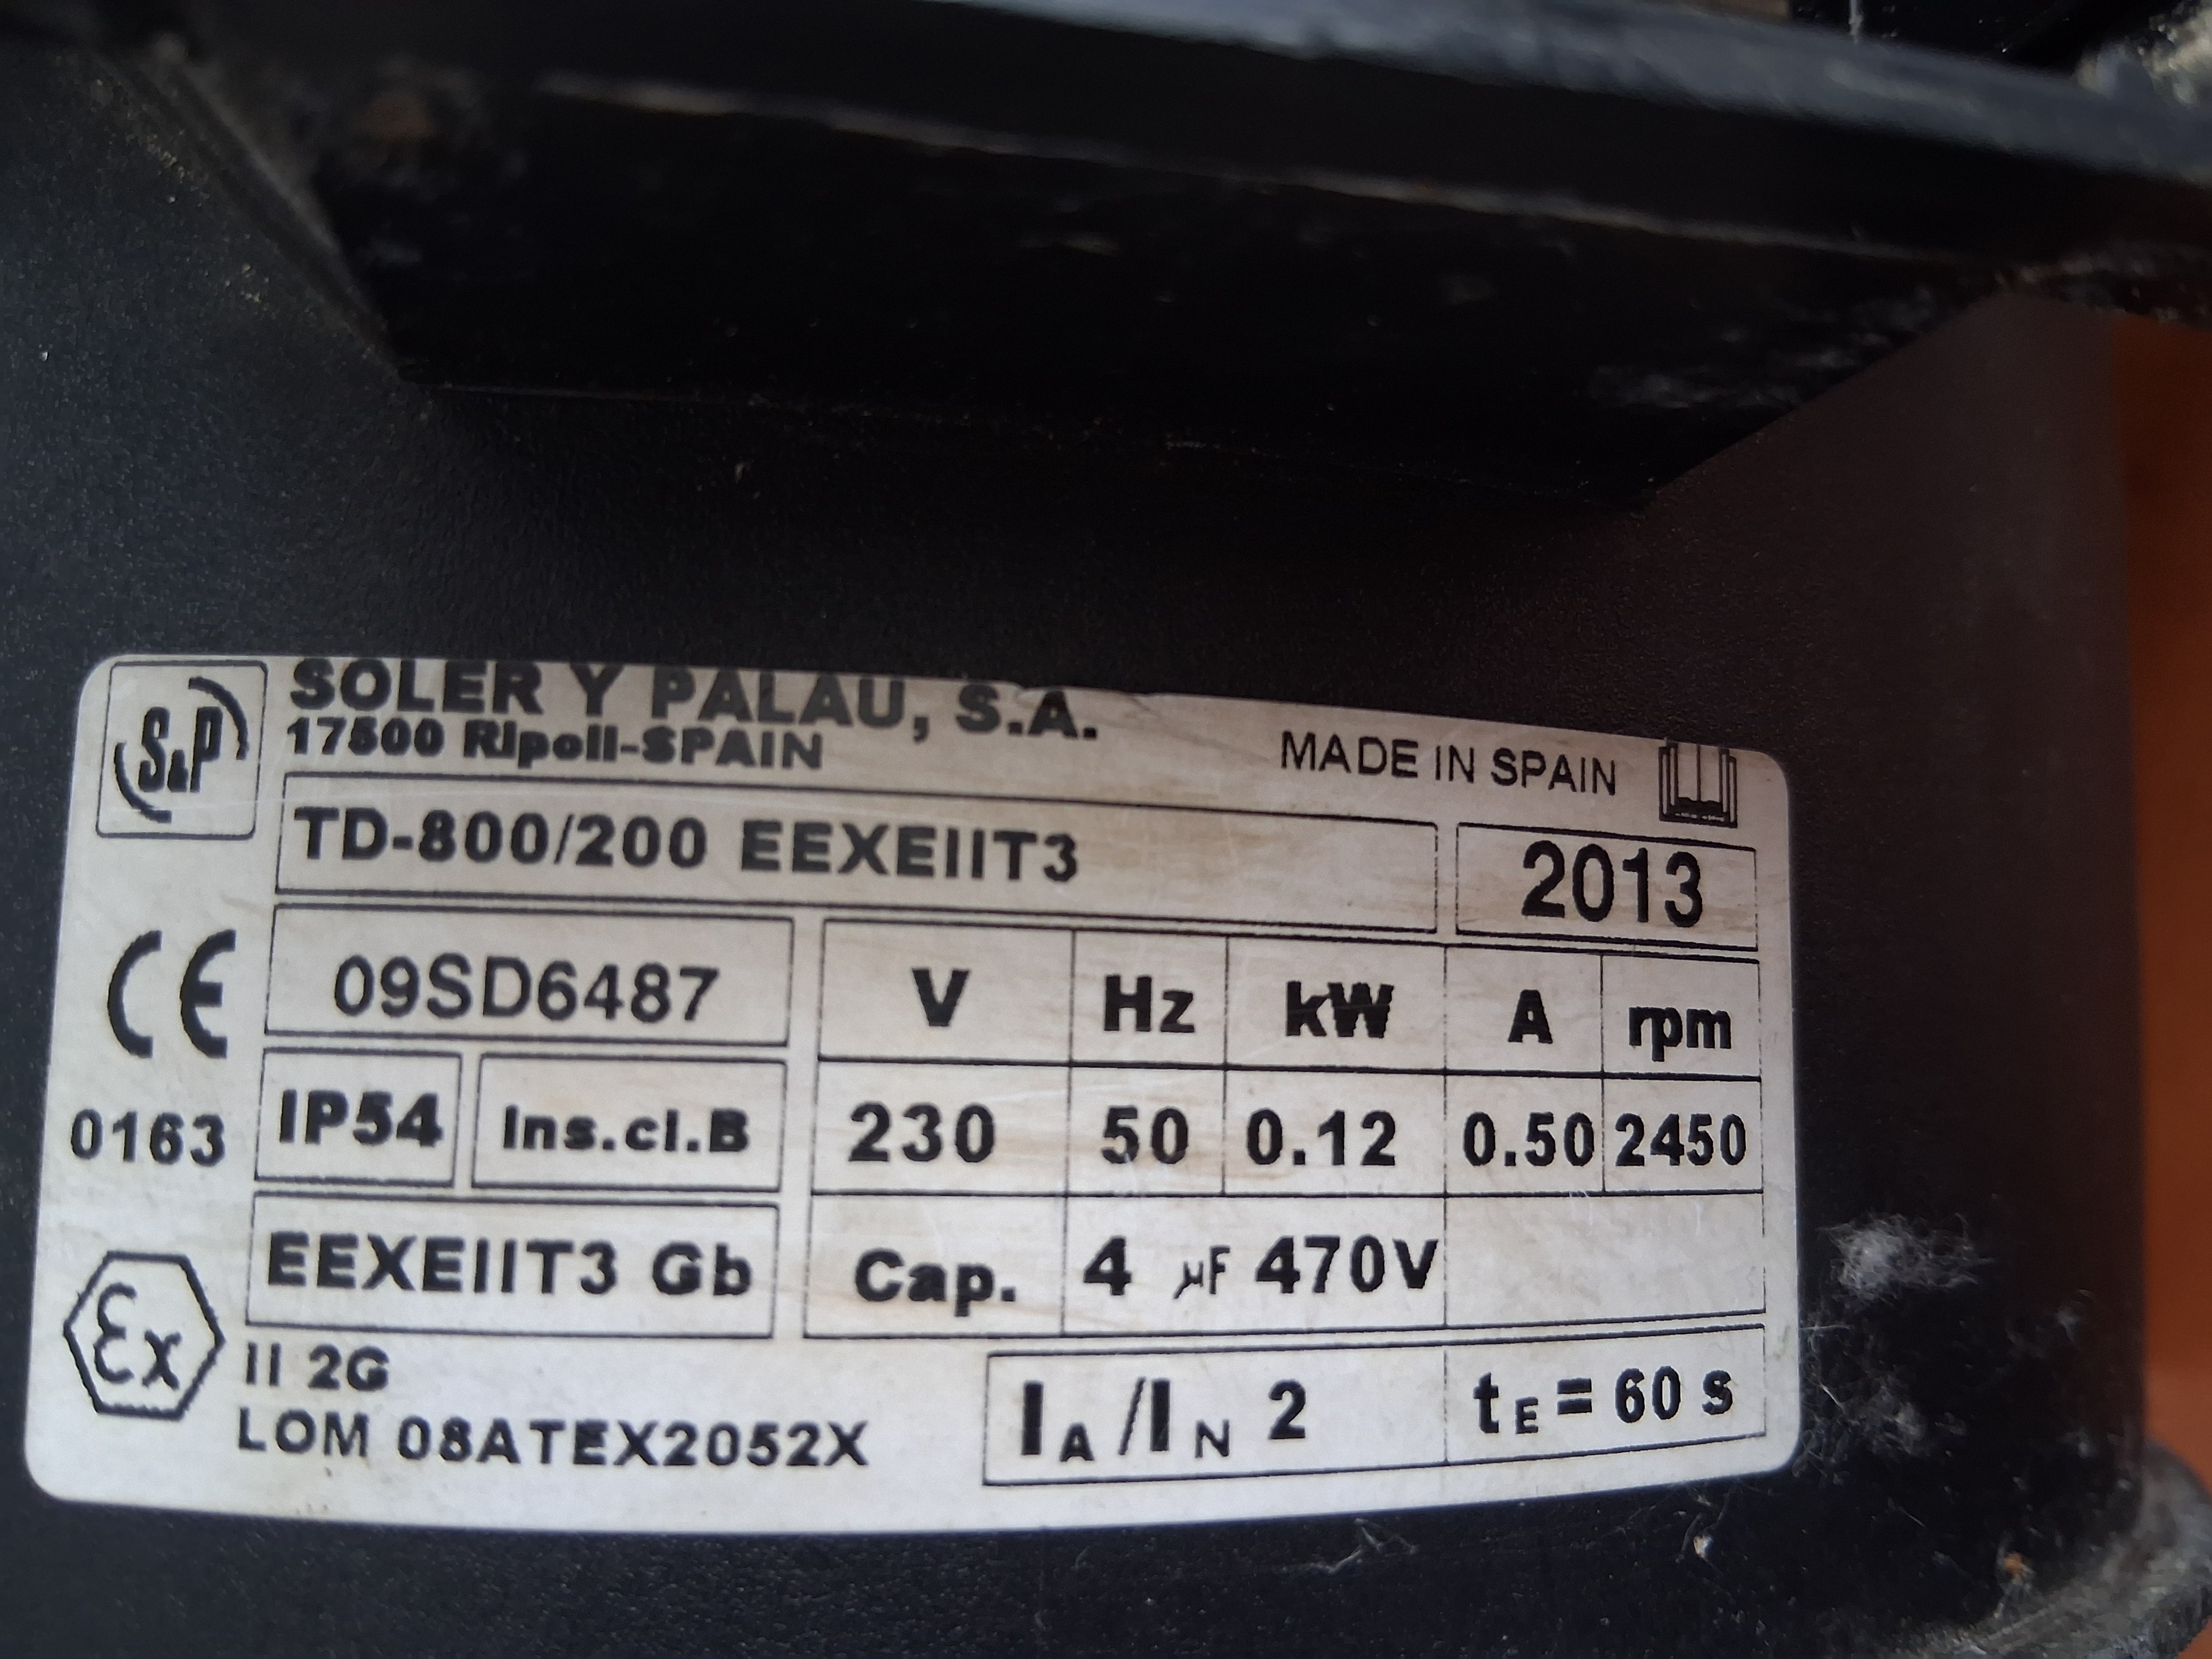 S&P
SOLER Y PALAU, S.A.
17500 Ripoll-SPAIN
MADE IN SPAIN
TD-800/200 EEXEIIT3
2013
CE
09SD6487
V Hz kW A rpm
0163
IP54
Ins.cl.B
230 50 0.12 0.50 2450
EEXEIIT3 Gb
Cap. 4 µF 470V
Ex
II 2G
LOM 08ATEX2052X
IA/IN 2
tE= 60 s